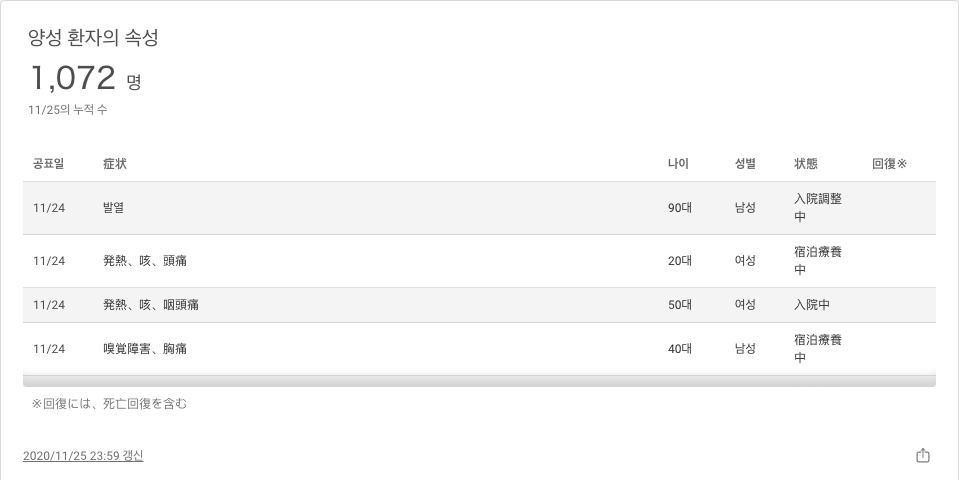 양성 환자의 속성
1,072 명
11/25의 누적 수
공표일 症状 나이 성별 状態 回復※
11/24 발열 90대 남성 入院調整
中
11/24 発熱、咳、頭痛 20대 여성 宿泊療養
中
11/24 発熱、咳、咽頭痛 50대 여성 入院中
11/24 嗅覚障害、胸痛 40대 남성 宿泊療養
中
※回復には、死亡回復を含む
2020/11/25 23:59 갱신